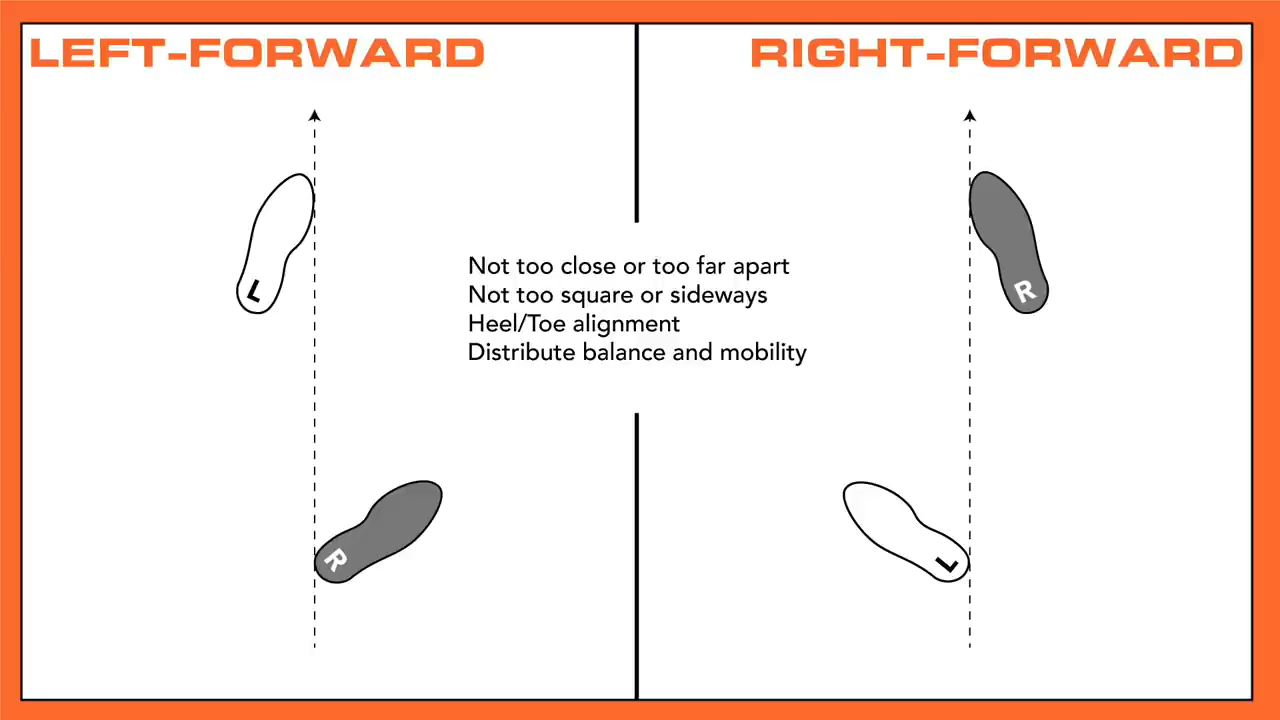 LEFT-FORWARD
RIGHT-FORWARD
Not too close or too far apart
Not too square or sideways
Heel/Toe alignment
Distribute balance and mobility
L
R
R
L